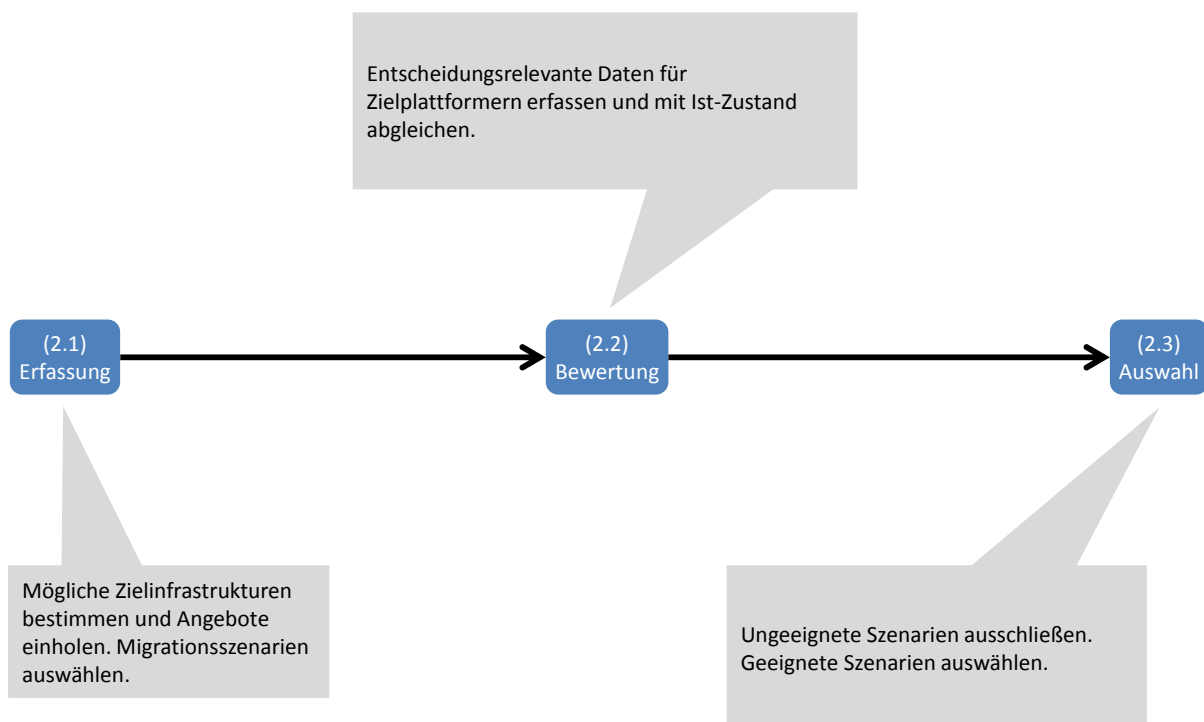 Entscheidungsrelevante Daten für
Zielplattformern erfassen und mit Ist-Zustand
abgleichen.
(2.1)
Erfassung
(2.2)
Bewertung
(2.3)
Auswahl
Mögliche Zielinfrastrukturen
bestimmen und Angebote
einholen. Migrationsszenarien
auswählen.
Ungeeignete Szenarien ausschließen.
Geeignete Szenarien auswählen.